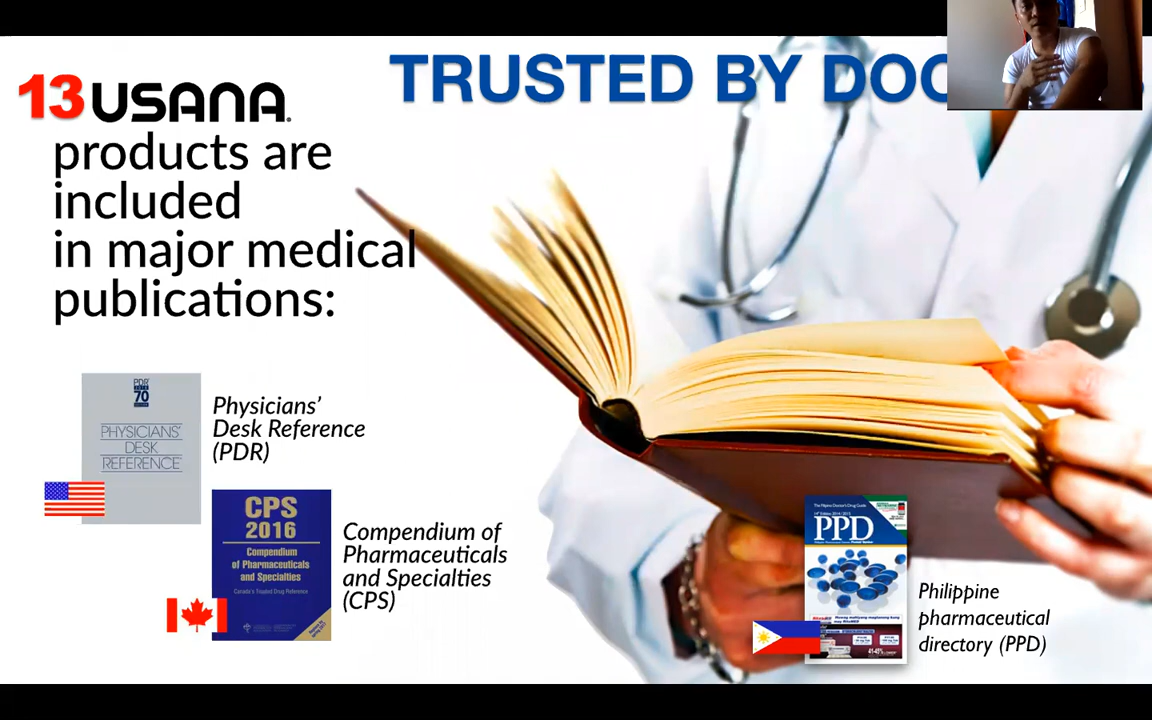 TRUSTED BY DOC
13 USANA
products are
included
in major medical
publications:
PDR
70
PHYSICIANS'
DESK
REFERENCE
Physicians'
Desk Reference
(PDR)
CPS
2016
Compendium
of Pharmaceuticals
and Specialties
Canada's Trusted Drug Reference
Compendium of
Pharmaceuticals
and Specialties
(CPS)
PPD
Philippine
pharmaceutical
directory (PPD)